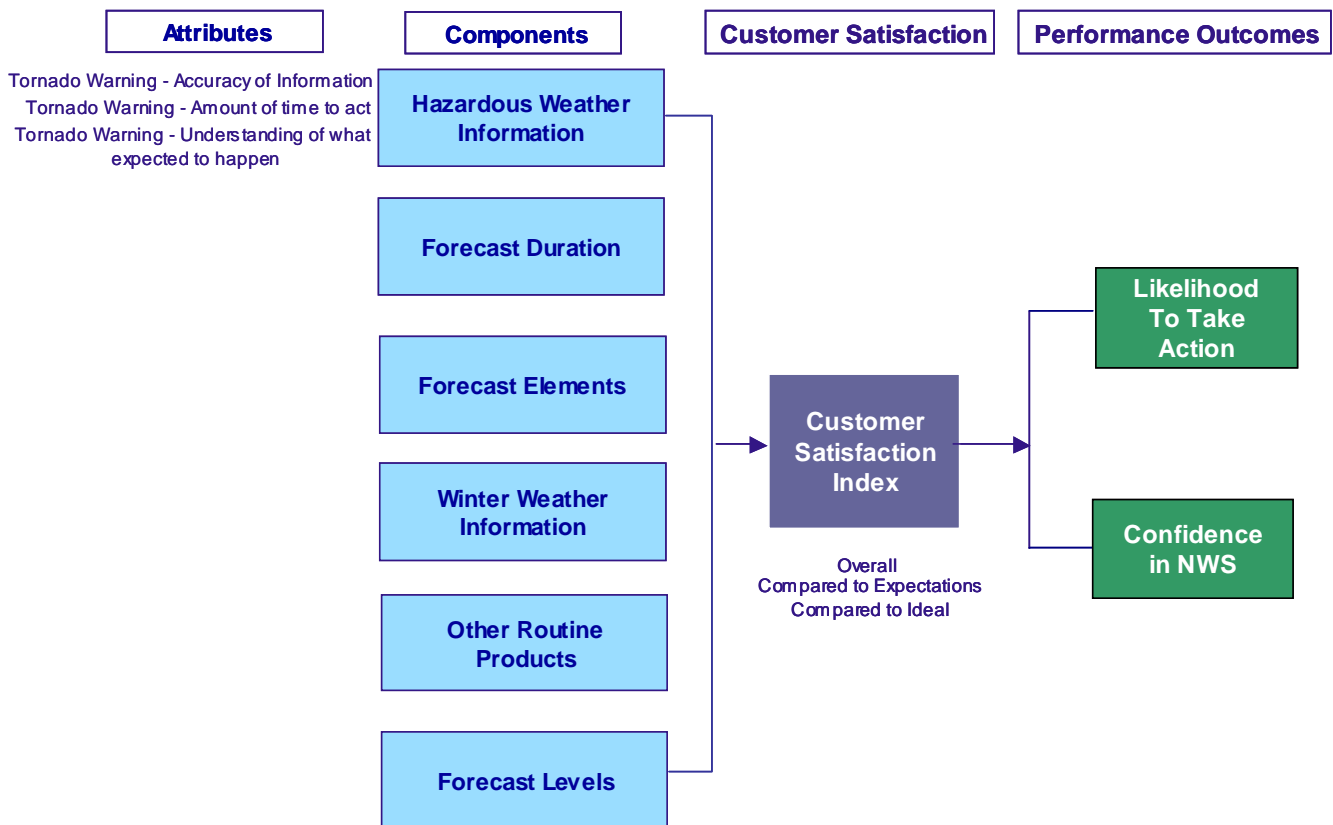 Attributes
Components
Customer Satisfaction
Performance Outcomes
Tornado Warning - Accuracy of Information
Tornado Warning - Amount of time to act
Tornado Warning - Understanding of what
expected to happen
Hazardous Weather
Information
Forecast Duration
Forecast Elements
Winter Weather
Information
Other Routine
Products
Forecast Levels
Customer
Satisfaction
Index
Overall
Compared to Expectations
Compared to Ideal
Likelihood
To Take
Action
Confidence
in NWS